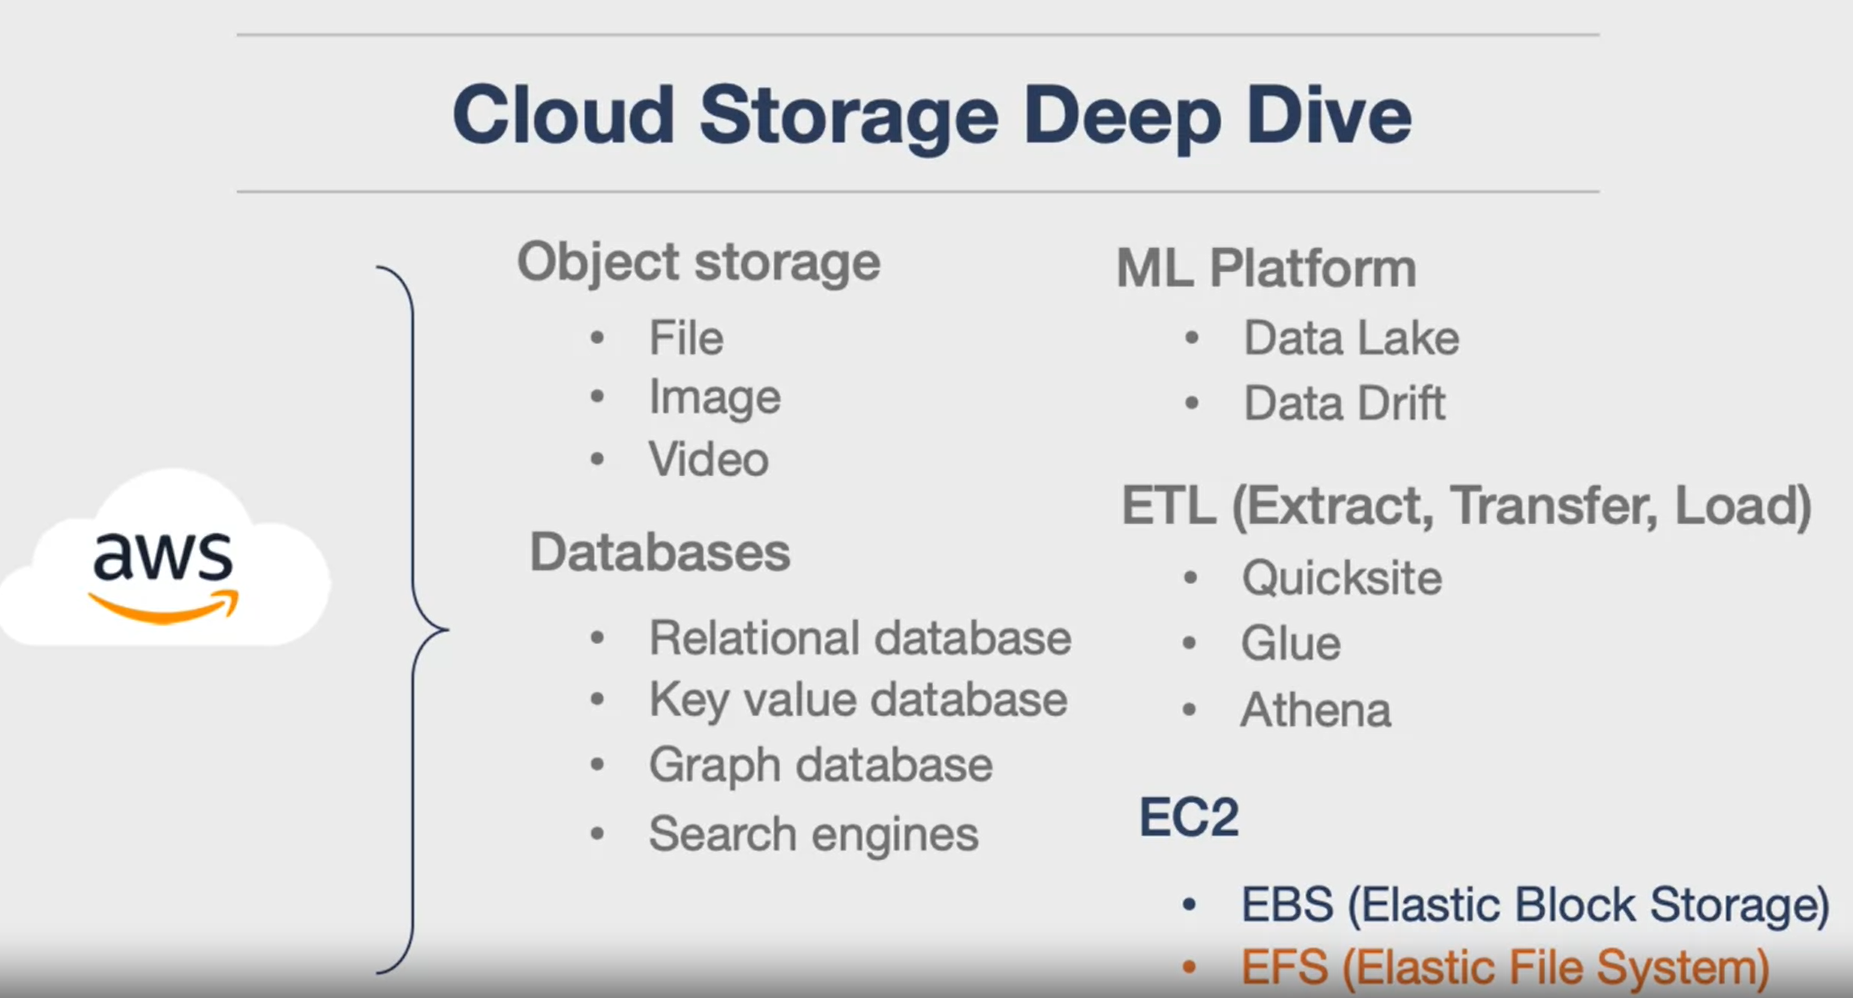 Cloud Storage Deep Dive
Object storage
• File
• Image
• Video
Databases
• Relational database
• Key value database
• Graph database
• Search engines
ML Platform
• Data Lake
• Data Drift
ETL (Extract, Transfer, Load)
• Quicksite
• Glue
• Athena
EC2
• EBS (Elastic Block Storage)
• EFS (Elastic File System)
aws